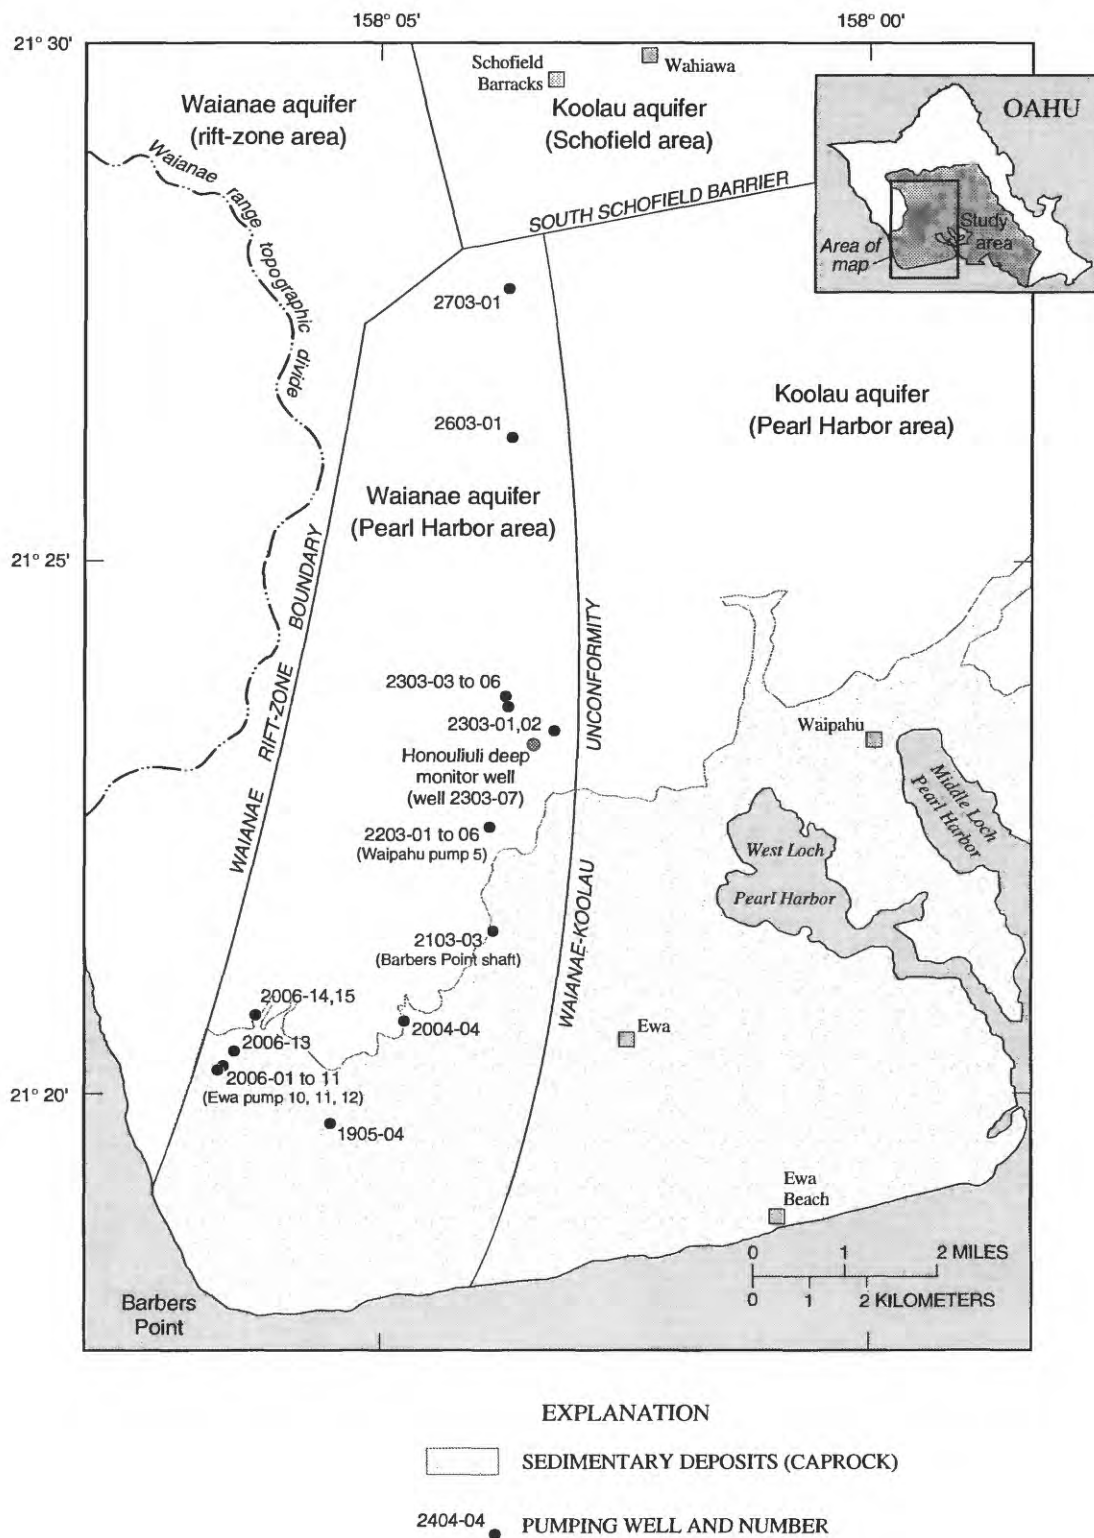 158° 05'
158° 00'
21° 30'
Schofield
Barracks
Wahiawa
Waianae aquifer
(rift-zone area)
Koolau aquifer
(Schofield area)
OAHU
Study
area
Area of
map
Waianae range topographic divide
SOUTH SCHOFIELD BARRIER
2703-01
Koolau aquifer
(Pearl Harbor area)
2603-01
Waianae aquifer
(Pearl Harbor area)
21° 25'
WAIANAE RIFT-ZONE BOUNDARY
WAIANAE-KOOLAU UNCONFORMITY
2303-03 to 06
2303-01,02
Honouliuli deep
monitor well
(well 2303-07)
Waipahu
Middle Loch
Pearl Harbor
2203-01 to 06
(Waipahu pump 5)
West Loch
Pearl Harbor
2103-03
(Barbers Point shaft)
2006-14,15
2004-04
2006-13
Ewa
2006-01 to 11
(Ewa pump 10, 11, 12)
21° 20'
1905-04
Ewa
Beach
0 1 2 MILES
0 1 2 KILOMETERS
Barbers
Point
EXPLANATION
SEDIMENTARY DEPOSITS (CAPROCK)
2404-04 PUMPING WELL AND NUMBER